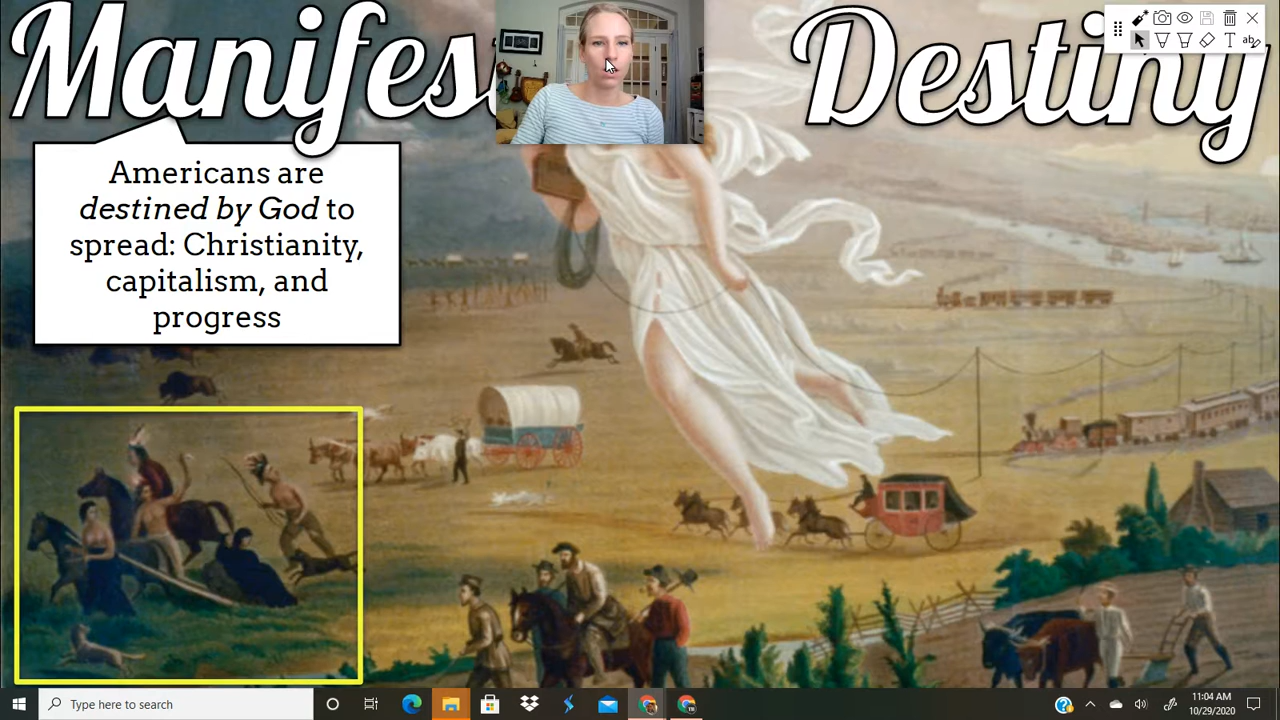 Manifes Destiny
Americans are
destined by God to
spread: Christianity,
capitalism, and
progress
Type here to search
11:04 AM
10/29/2020